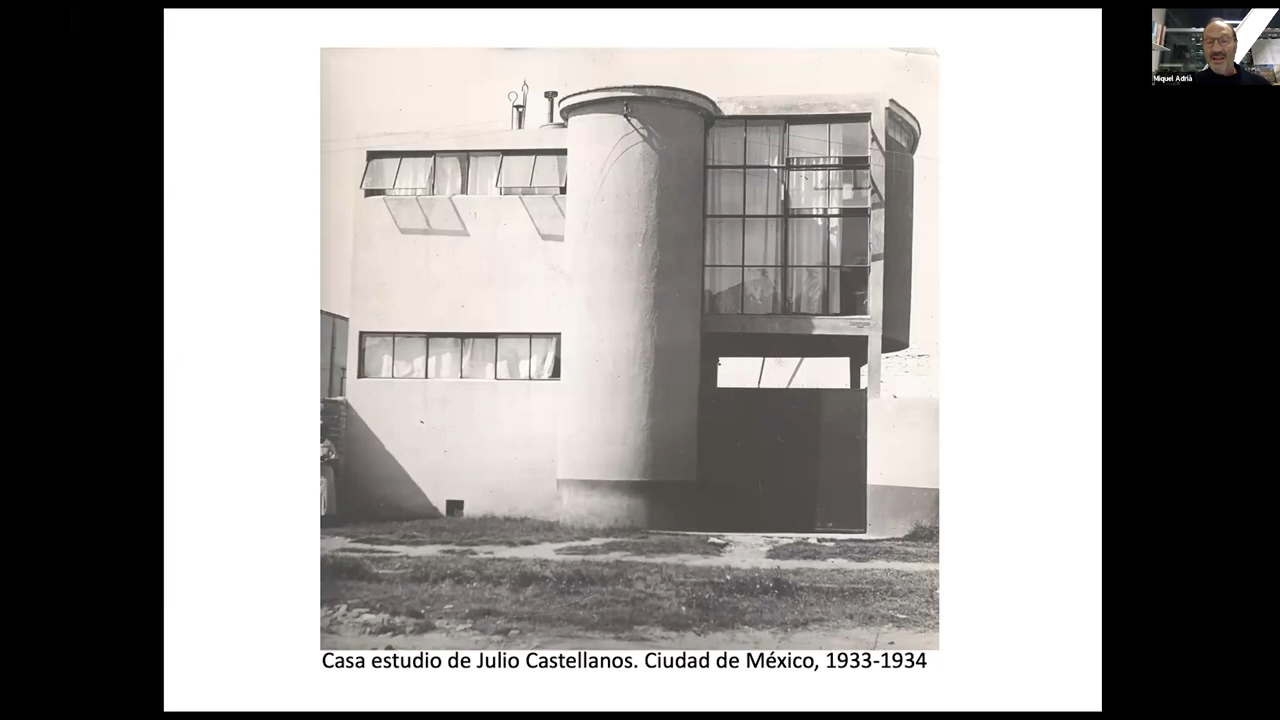 Miquel Adrià
Casa estudio de Julio Castellanos. Ciudad de México, 1933-1934